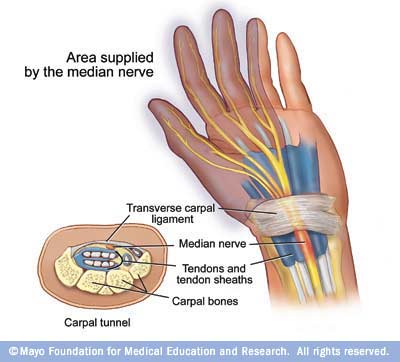 Area supplied
by the median nerve
Transverse carpal
ligament
Median nerve
Tendons and
tendon sheaths
Carpal bones
Carpal tunnel
©Mayo Foundation for Medical Education and Research. All rights reserved.